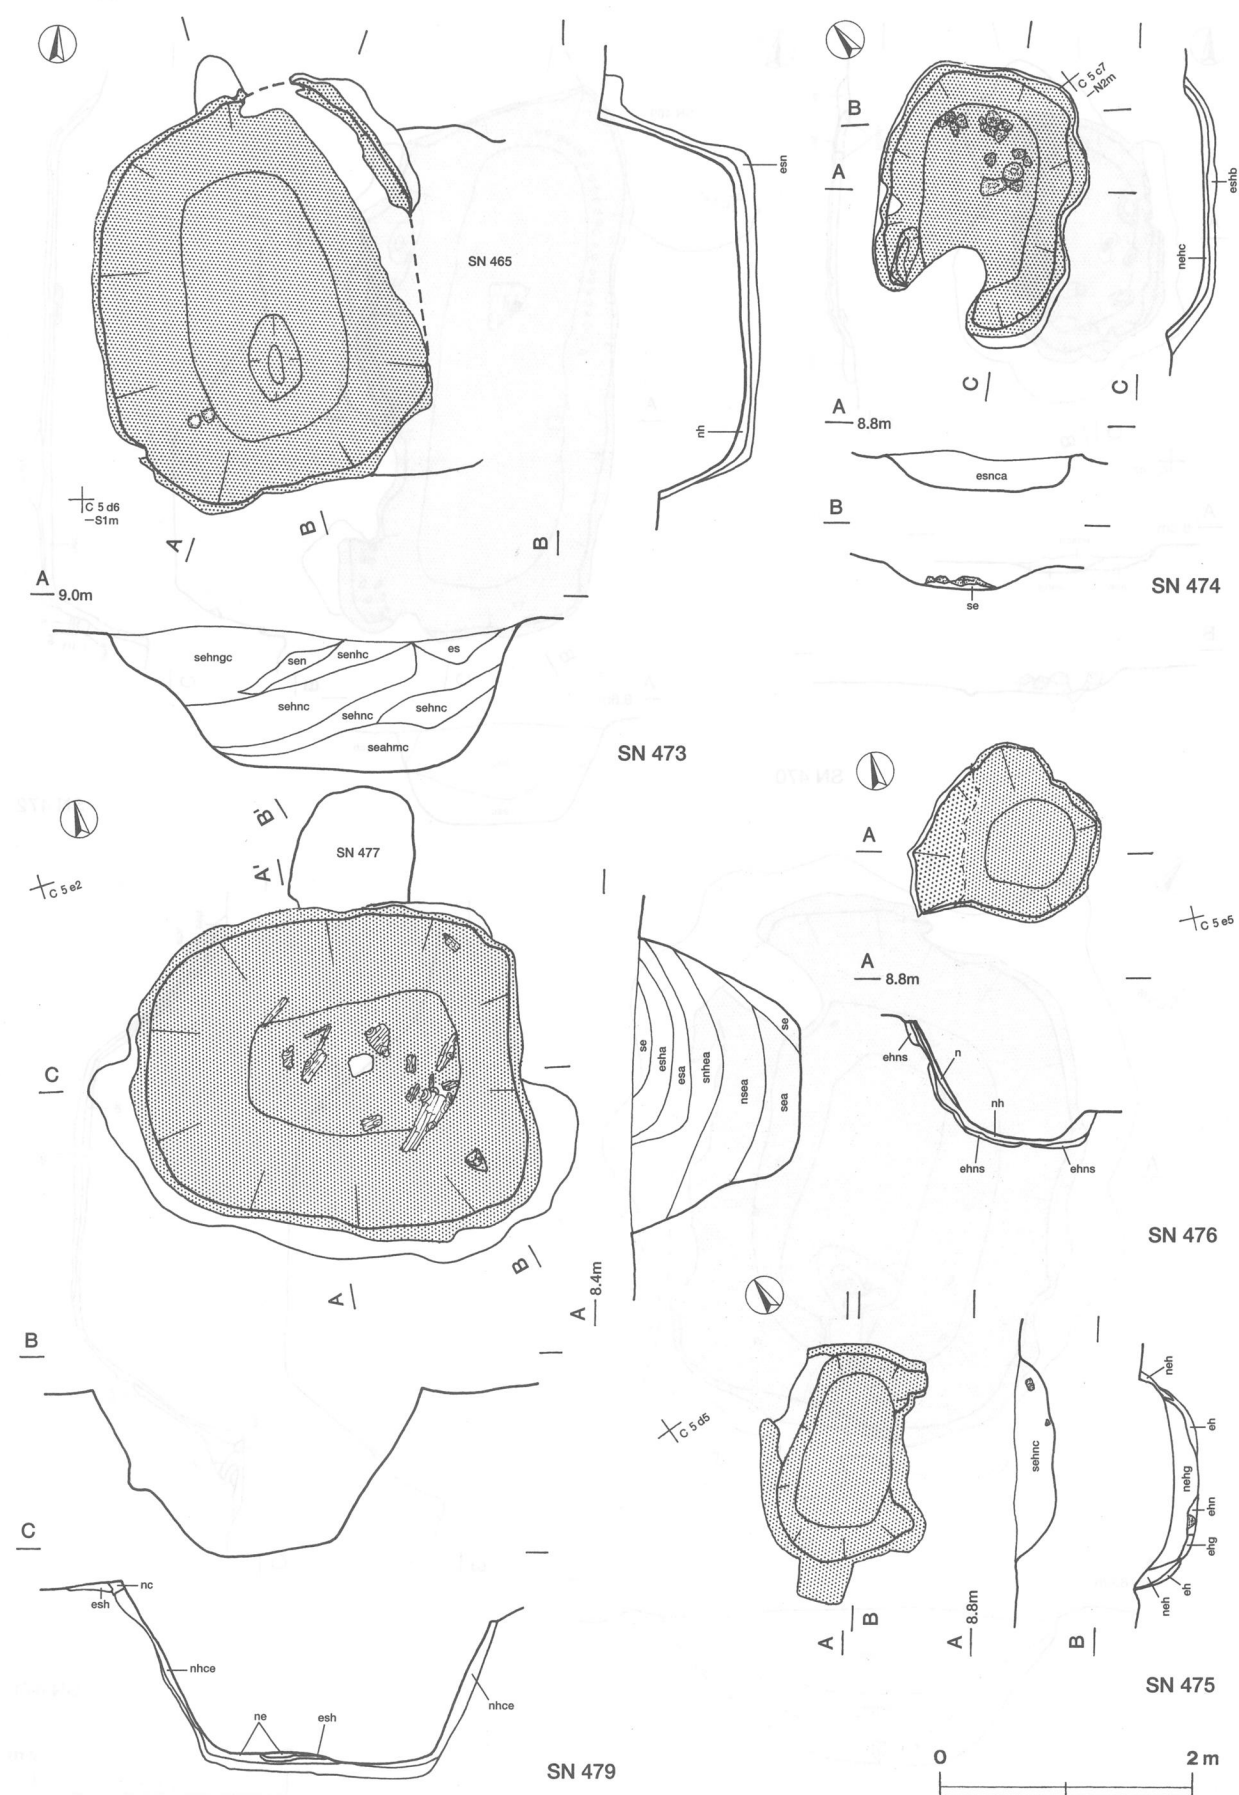 SN 465
esn
nh
C 5 d6
—S1m
A
B
B
A
9.0m
sehngc
sen
senhc
es
sehnc
sehnc
sehnc
seahmc
SN 473
C 5 c7
—N2m
B
A
C
C
eshb
nehc
A
8.8m
esnca
B
se
SN 474
B'
A'
SN 477
C 5 e2
C
A
B
A
8.4m
se
esha
esa
snhea
nsea
se
sea
B
C
nc
esh
nhce
ne
esh
nhce
SN 479
A
C 5 e5
A
8.8m
ehns
n
nh
ehns
ehns
SN 476
C 5 d5
A
B
A
8.8m
sehnc
B
neh
eh
nehg
ehn
ehg
eh
neh
SN 475
0
2 m